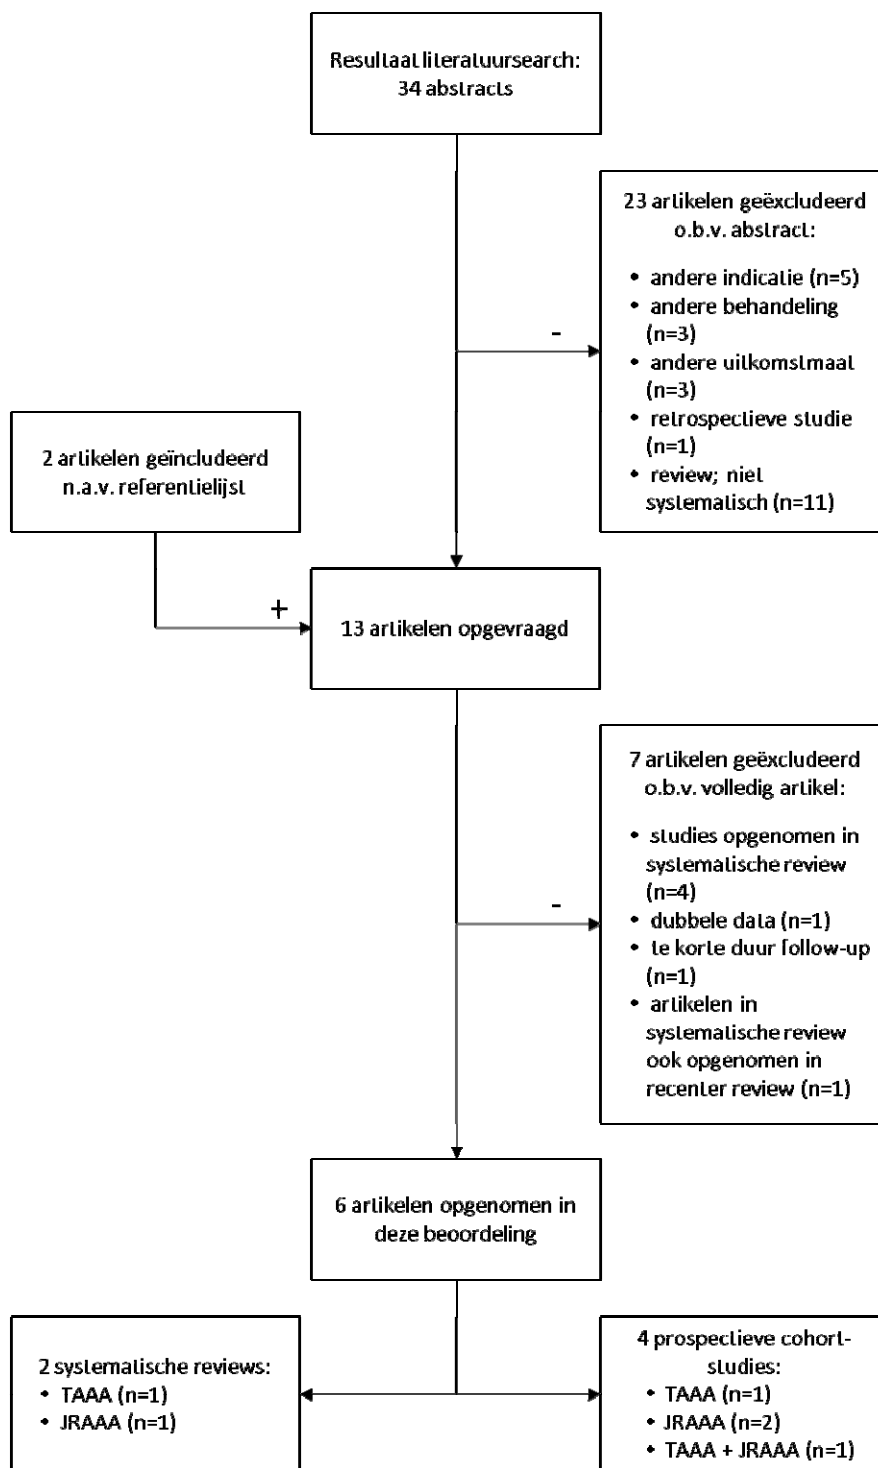 Resultaat literatuursearch:
34 abstracts
23 artikelen geëxcludeerd
o.b.v. abstract:
• andere indicatie (n=5)
• andere behandeling
(n=3)
• andere uitkomstmaat
(n=3)
• retrospectieve studie
(n=1)
• review; niet
systematisch (n=11)
-
2 artikelen geïncludeerd
n.a.v. referentielijst
+
13 artikelen opgevraagd
7 artikelen geëxcludeerd
o.b.v. volledig artikel:
• studies opgenomen in
systematische review
(n=4)
• dubbele data (n=1)
• te korte duur follow-up
(n=1)
• artikelen in
systematische review
ook opgenomen in
recenter review (n=1)
-
6 artikelen opgenomen in
deze beoordeling
2 systematische reviews:
• TAAA (n=1)
• JRAAA (n=1)
4 prospectieve cohort-
studies:
• TAAA (n=1)
• JRAAA (n=2)
• TAAA + JRAAA (n=1)